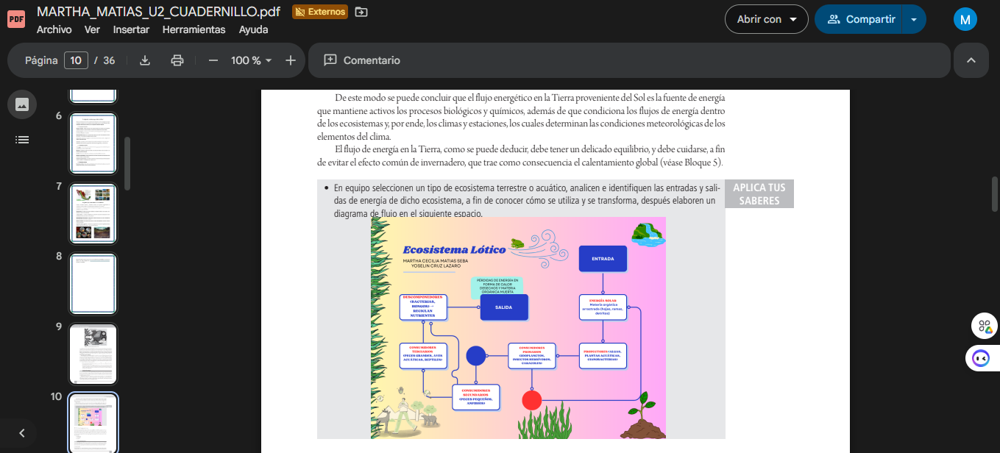 PDF
MARTHA_MATIAS_U2_CUADERNILLO.pdf
Externos
Archivo Ver Insertar Herramientas Ayuda
Abrir con
Compartir
M
Página 10 / 36
100 %
Comentario
6
7
8
9
10
De este modo se puede concluir que el flujo energético en la Tierra proveniente del Sol es la fuente de energía
que mantiene activos los procesos biológicos y químicos, además de que condiciona los flujos de energía dentro
de los ecosistemas y, por ende, los climas y estaciones, los cuales determinan las condiciones meteorológicas de los
elementos del clima.
El flujo de energía en la Tierra, como se puede deducir, debe tener un delicado equilibrio, y debe cuidarse, a fin
de evitar el efecto común de invernadero, que trae como consecuencia el calentamiento global (véase Bloque 5).
• En equipo seleccionen un tipo de ecosistema terrestre o acuático, analicen e identifiquen las entradas y sali-
das de energía de dicho ecosistema, a fin de conocer cómo se utiliza y se transforma, después elaboren un
diagrama de flujo en el siguiente espacio.
APLICA TUS
SABERES
Ecosistema Lótico
MARTHA CECILIA MATIAS SEBA
YOSELIN CRUZ LAZARO
ENTRADA
PÉRDIDAS DE ENERGÍA EN
FORMA DE CALOR
DESECHOS Y MATERIA
ORGÁNICA MUERTA
SALIDA
DESCOMPONEDORES
(BACTERIAS,
HONGOS) →
RECICLAN
NUTRIENTES
ENERGÍA SOLAR
Materia orgánica
arrastrada (hojas, ramas,
detritos)
CONSUMIDORES
TERCIARIOS
(PECES GRANDES, AVES
ACUÁTICAS, REPTILES)
CONSUMIDORES
PRIMARIOS
(ZOOPLANCTON,
INSECTOS HERBÍVOROS,
CARACOLES)
PRODUCTORES (ALGAS,
PLANTAS ACUÁTICAS,
CIANOBACTERIAS)
CONSUMIDORES
SECUNDARIOS
(PECES PEQUEÑOS,
ANFIBIOS)